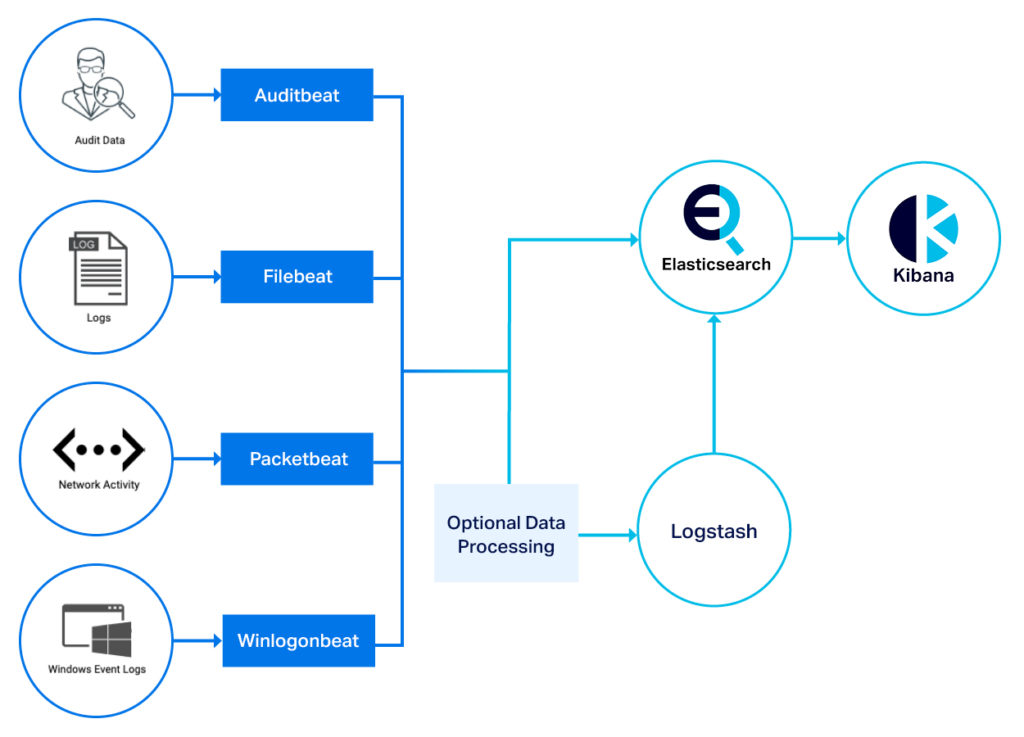 Audit Data
Auditbeat
LOG
Logs
Filebeat
Network Activity
Packetbeat
Windows Event Logs
Winlogonbeat
Optional Data
Processing
Logstash
Elasticsearch
Kibana